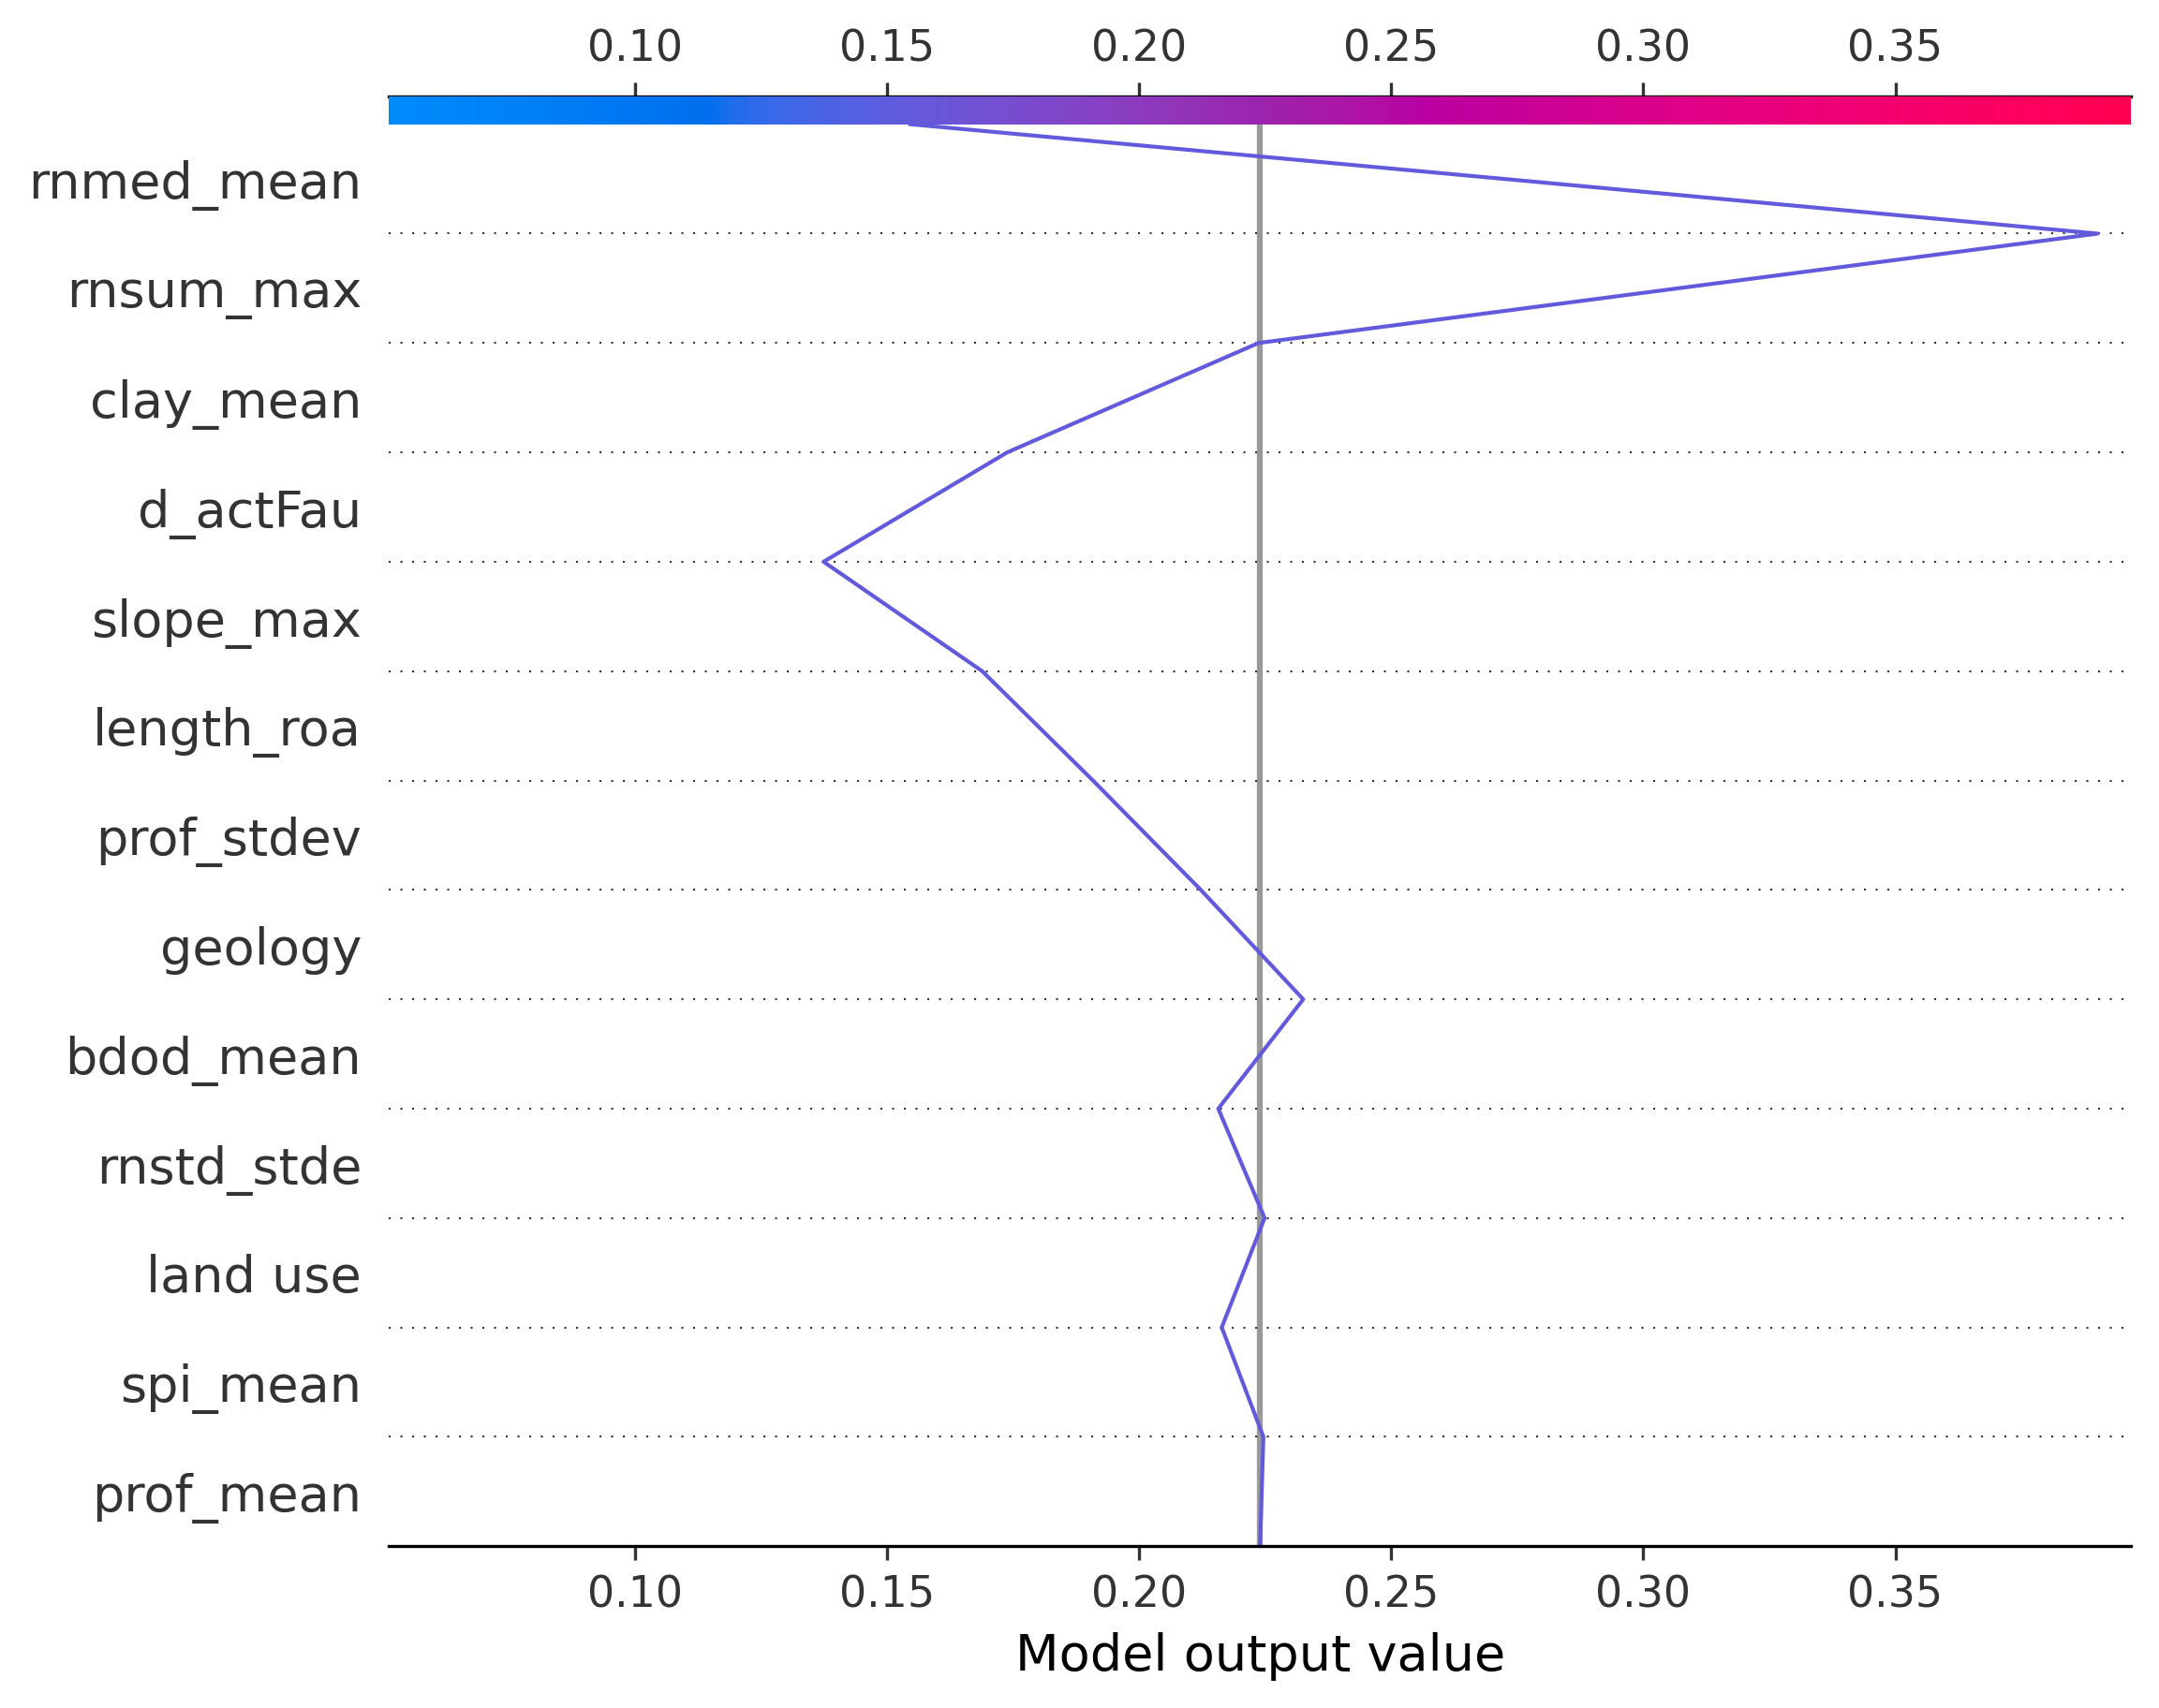 0.10 0.15 0.20 0.25 0.30 0.35
rnmed_mean
rnsum_max
clay_mean
d_actFau
slope_max
length_roa
prof_stdev
geology
bdod_mean
rnstd_stde
land use
spi_mean
prof_mean
0.10 0.15 0.20 0.25 0.30 0.35
Model output value